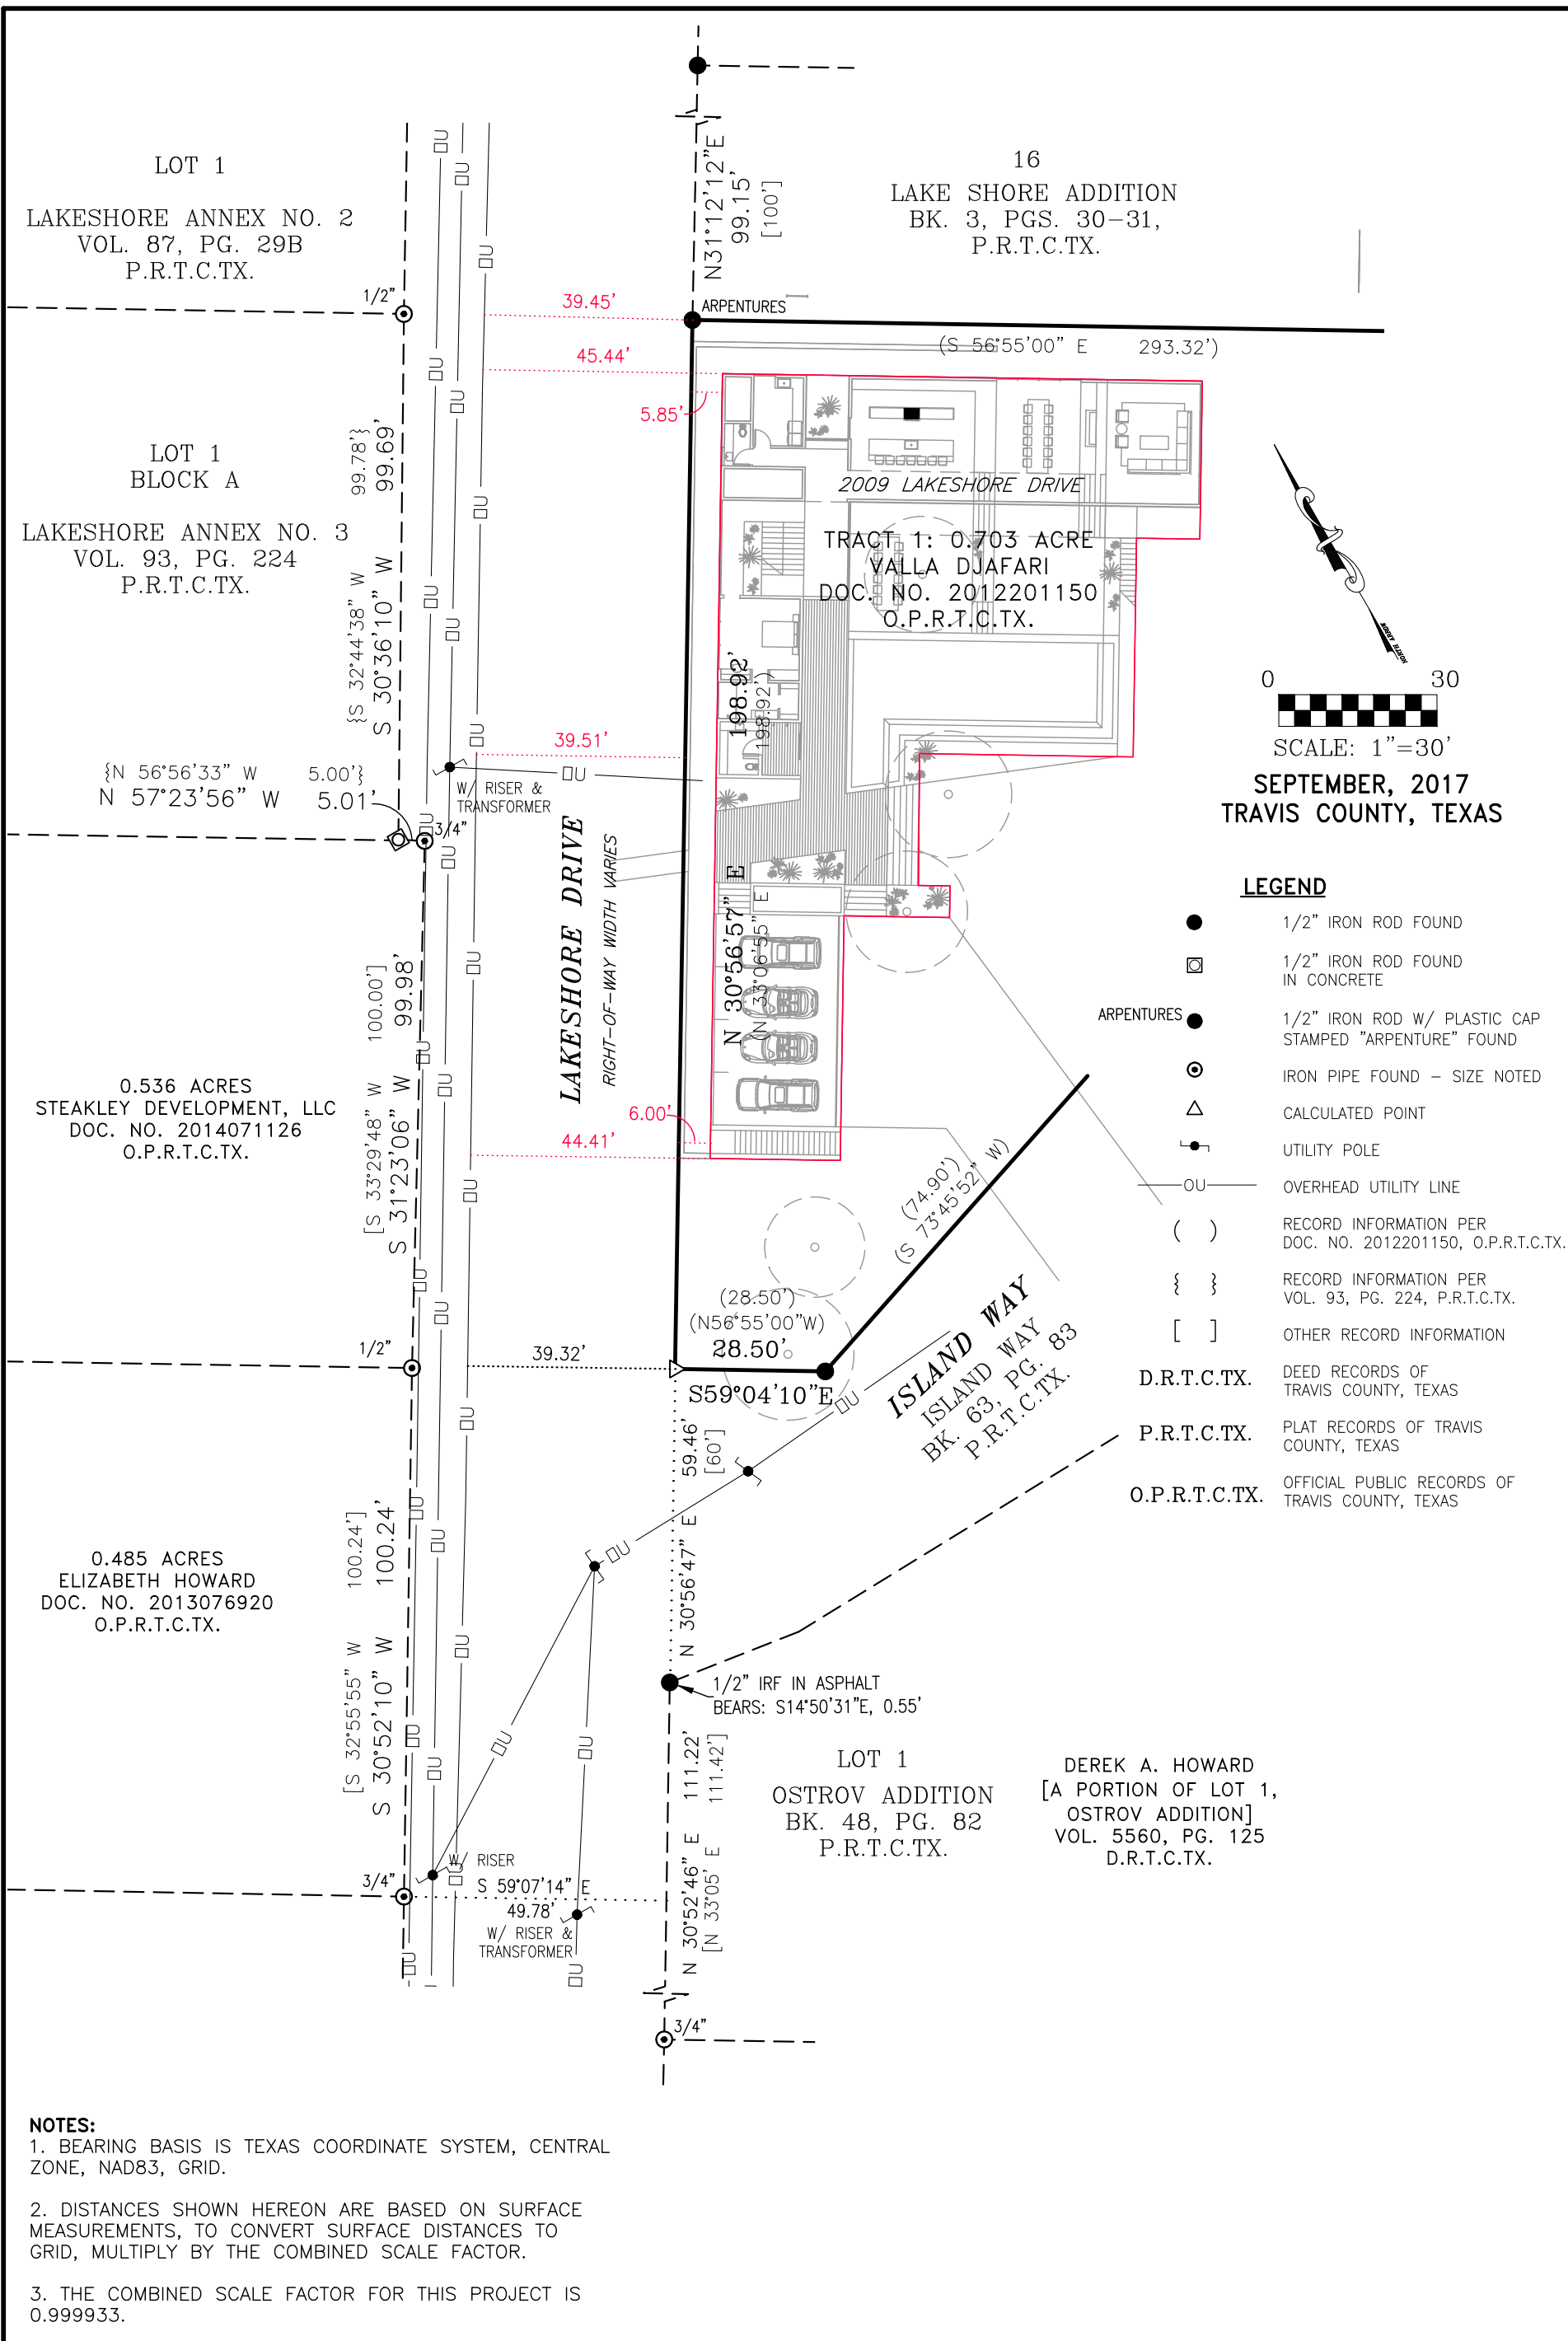 N31°12'12"E
99.15'
[100']
16
LAKE SHORE ADDITION
BK. 3, PGS. 30-31,
P.R.T.C.TX.
LOT 1
LAKESHORE ANNEX NO. 2
VOL. 87, PG. 29B
P.R.T.C.TX.
1/2"
39.45'
ARPENTURES
(S 56°55'00" E 293.32')
45.44'
5.85'
LOT 1
BLOCK A
LAKESHORE ANNEX NO. 3
VOL. 93, PG. 224
P.R.T.C.TX.
{S 32°44'38" W 99.78'}
S 30°36'10" W 99.69'
2009 LAKESHORE DRIVE
TRACT 1: 0.703 ACRE
VALLA DJAFARI
DOC. NO. 2012201150
O.P.R.T.C.TX.
NORRIS HIXON
0 30
SCALE: 1"=30'
SEPTEMBER, 2017
TRAVIS COUNTY, TEXAS
N 30°56'57" E 198.92'
(N 33°06'55" E 198.92')
39.51'
{N 56°56'33" W 5.00'}
N 57°23'56" W 5.01'
3/4"
W/ RISER &
TRANSFORMER
OU
LAKESHORE DRIVE
RIGHT-OF-WAY WIDTH VARIES
LEGEND
1/2" IRON ROD FOUND
1/2" IRON ROD FOUND
IN CONCRETE
ARPENTURES
1/2" IRON ROD W/ PLASTIC CAP
STAMPED "ARPENTURE" FOUND
IRON PIPE FOUND - SIZE NOTED
CALCULATED POINT
UTILITY POLE
OU OVERHEAD UTILITY LINE
( ) RECORD INFORMATION PER
DOC. NO. 2012201150, O.P.R.T.C.TX.
{ } RECORD INFORMATION PER
VOL. 93, PG. 224, P.R.T.C.TX.
[ ] OTHER RECORD INFORMATION
D.R.T.C.TX. DEED RECORDS OF
TRAVIS COUNTY, TEXAS
P.R.T.C.TX. PLAT RECORDS OF TRAVIS
COUNTY, TEXAS
O.P.R.T.C.TX. OFFICIAL PUBLIC RECORDS OF
TRAVIS COUNTY, TEXAS
0.536 ACRES
STEAKLEY DEVELOPMENT, LLC
DOC. NO. 2014071126
O.P.R.T.C.TX.
[S 33°29'48" W 100.00']
S 31°23'06" W 99.98'
6.00'
44.41'
(74.90')
(S 73°45'52" W)
(28.50')
(N56°55'00"W)
28.50'
S59°04'10"E
1/2"
39.32'
ISLAND WAY
ISLAND WAY
BK. 63, PG. 83
P.R.T.C.TX.
OU
N 30°56'47" E 59.46'
[60']
OU
0.485 ACRES
ELIZABETH HOWARD
DOC. NO. 2013076920
O.P.R.T.C.TX.
[S 32°55'55" W 100.24']
S 30°52'10" W 100.24'
1/2" IRF IN ASPHALT
BEARS: S14°50'31"E, 0.55'
OU
OU
LOT 1
OSTROV ADDITION
BK. 48, PG. 82
P.R.T.C.TX.
DEREK A. HOWARD
[A PORTION OF LOT 1,
OSTROV ADDITION]
VOL. 5560, PG. 125
D.R.T.C.TX.
N 30°52'46" E 111.22'
[N 33°05' E 111.42']
W/ RISER
3/4"
S 59°07'14" E
49.78'
W/ RISER &
TRANSFORMER
OU
3/4"
NOTES:
1. BEARING BASIS IS TEXAS COORDINATE SYSTEM, CENTRAL
ZONE, NAD83, GRID.
2. DISTANCES SHOWN HEREON ARE BASED ON SURFACE
MEASUREMENTS, TO CONVERT SURFACE DISTANCES TO
GRID, MULTIPLY BY THE COMBINED SCALE FACTOR.
3. THE COMBINED SCALE FACTOR FOR THIS PROJECT IS
0.999933.